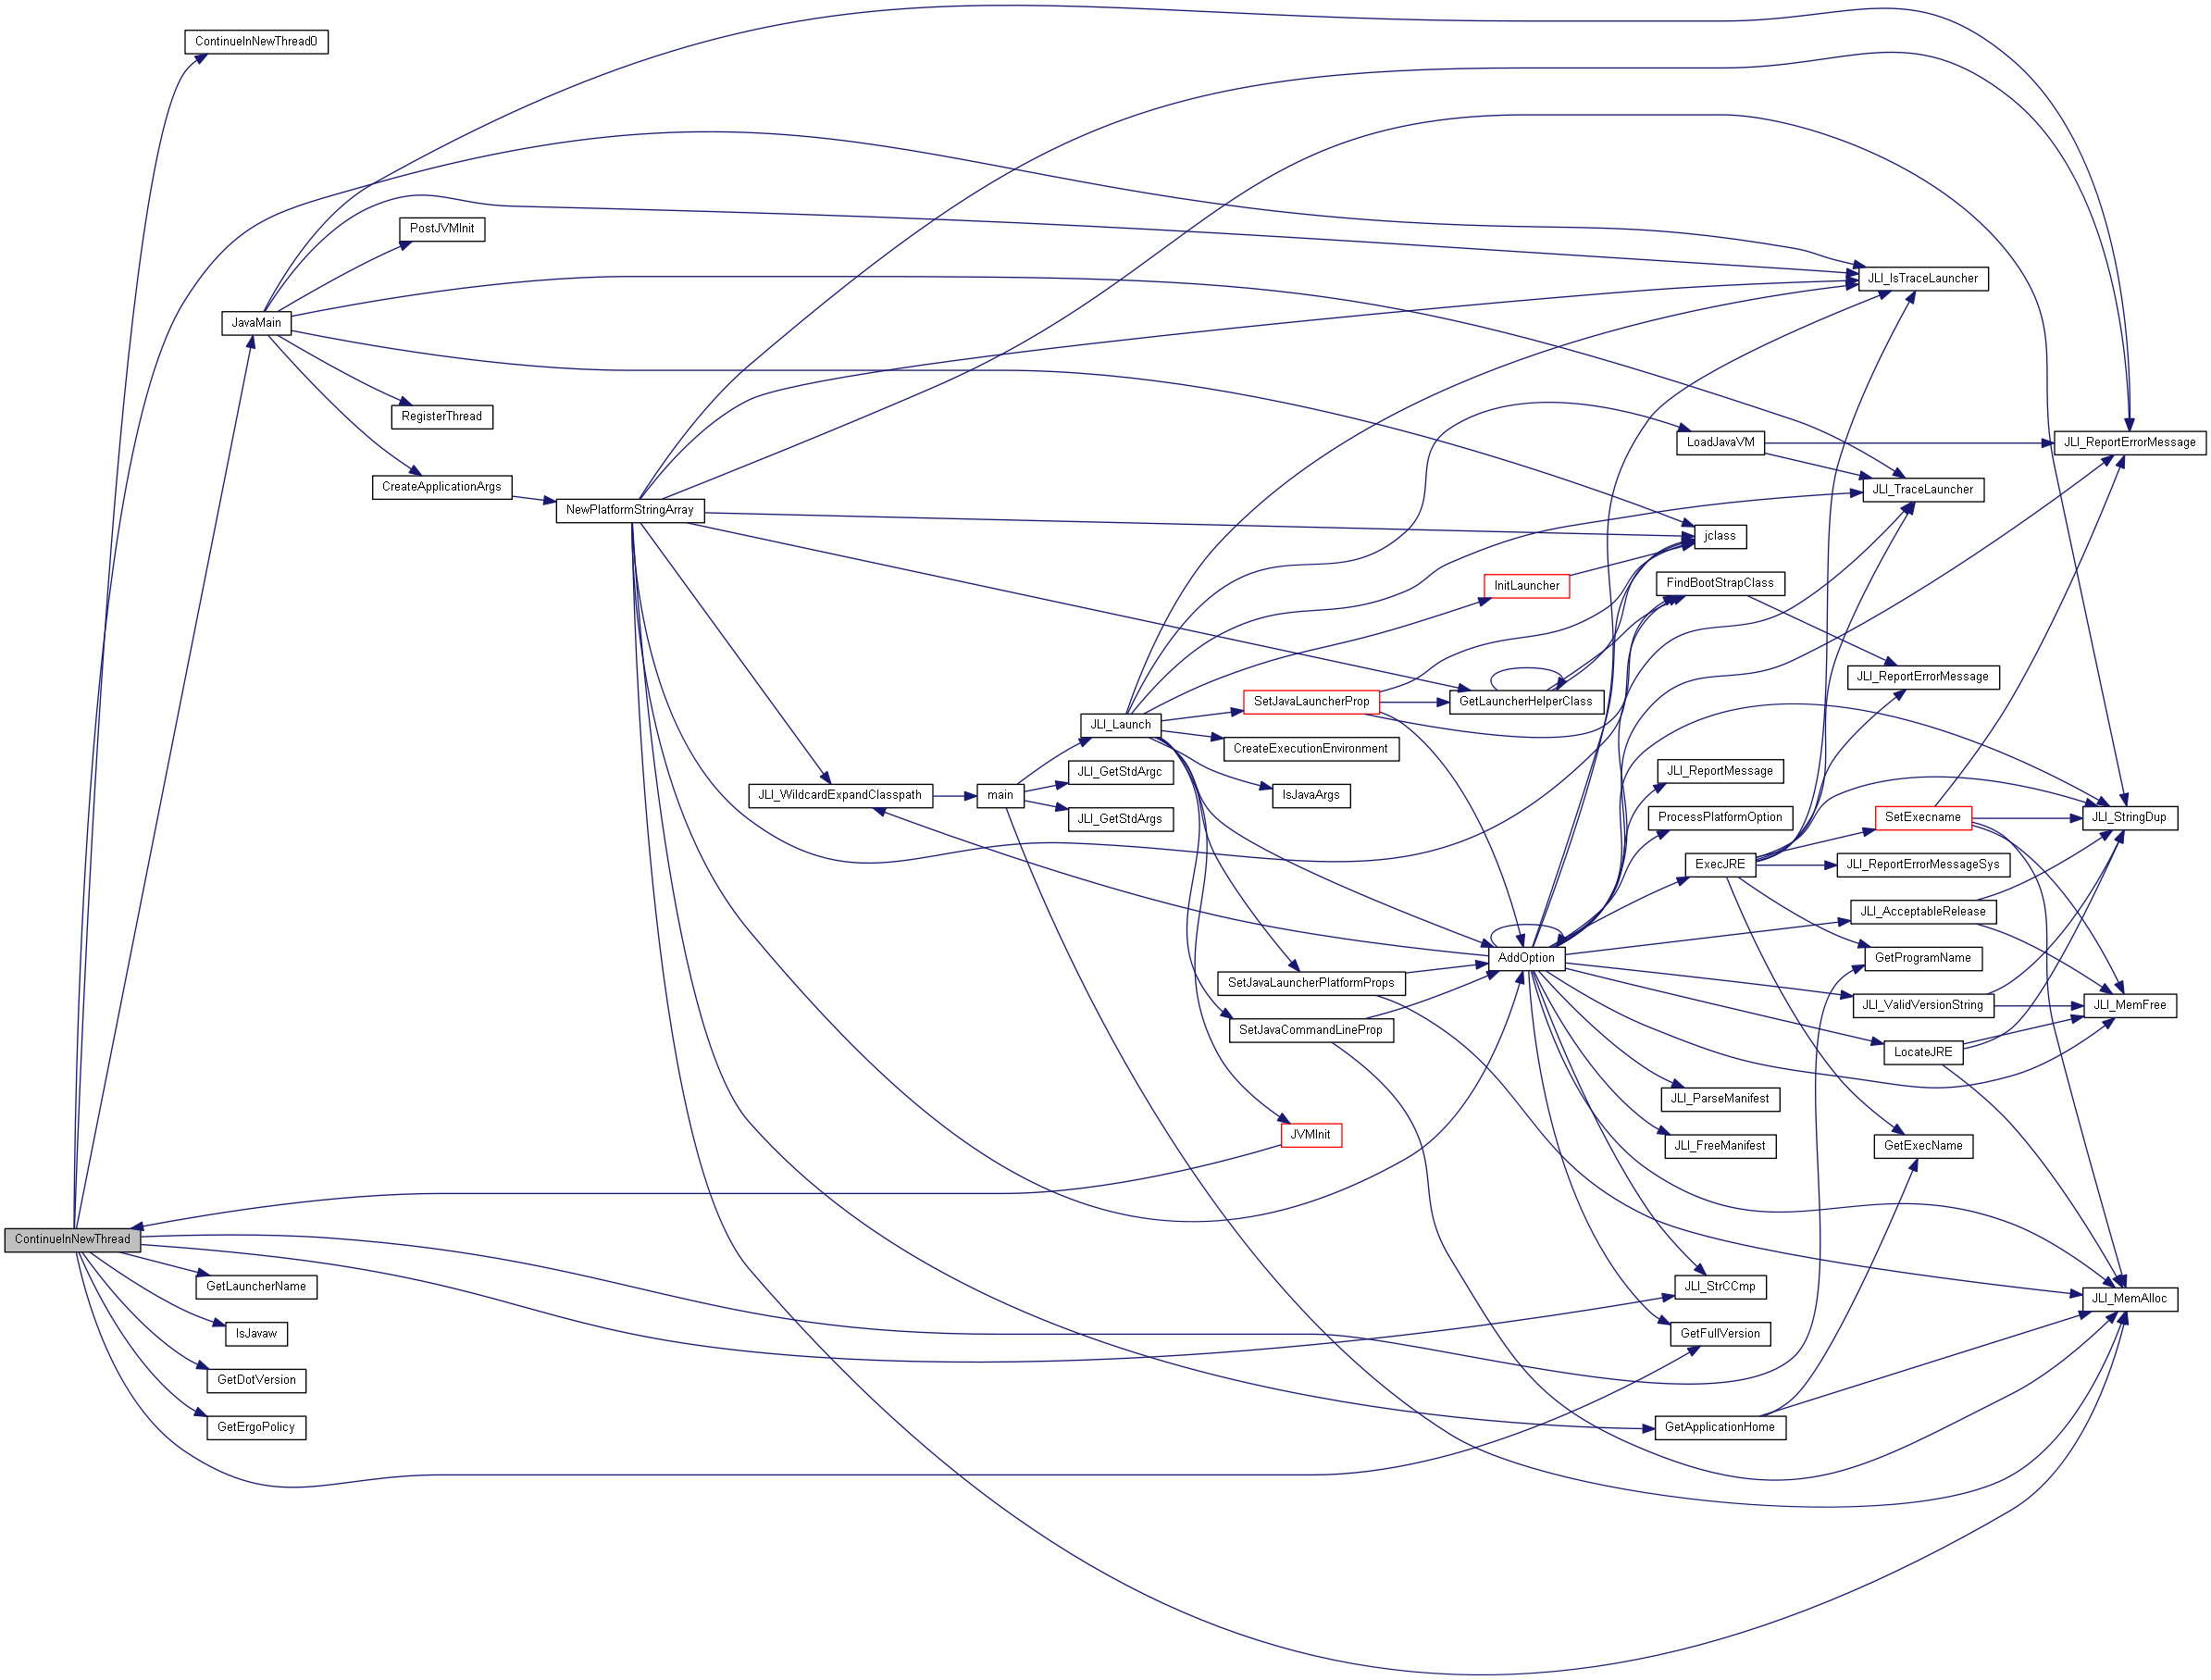 ContinueInNewThread0
PostJVMInit
JLI_IsTraceLauncher
JavaMain
RegisterThread
LoadJavaVM
JLI_ReportErrorMessage
CreateApplicationArgs
JLI_TraceLauncher
NewPlatformStringArray
jclass
InitLauncher
FindBootStrapClass
JLI_ReportErrorMessage
SetJavaLauncherProp
GetLauncherHelperClass
JLI_Launch
CreateExecutionEnvironment
JLI_GetStdArgc
JLI_ReportMessage
JLI_WildcardExpandClasspath
main
IsJavaArgs
JLI_GetStdArgs
ProcessPlatformOption
SetExecname
JLI_StringDup
ExecJRE
JLI_ReportErrorMessageSys
JLI_AcceptableRelease
AddOption
GetProgramName
SetJavaLauncherPlatformProps
JLI_ValidVersionString
JLI_MemFree
SetJavaCommandLineProp
LocateJRE
JLI_ParseManifest
JVMInit
JLI_FreeManifest
GetExecName
ContinueInNewThread
GetLauncherName
JLI_StrCCmp
JLI_MemAlloc
IsJavaw
GetFullVersion
GetDotVersion
GetErgoPolicy
GetApplicationHome